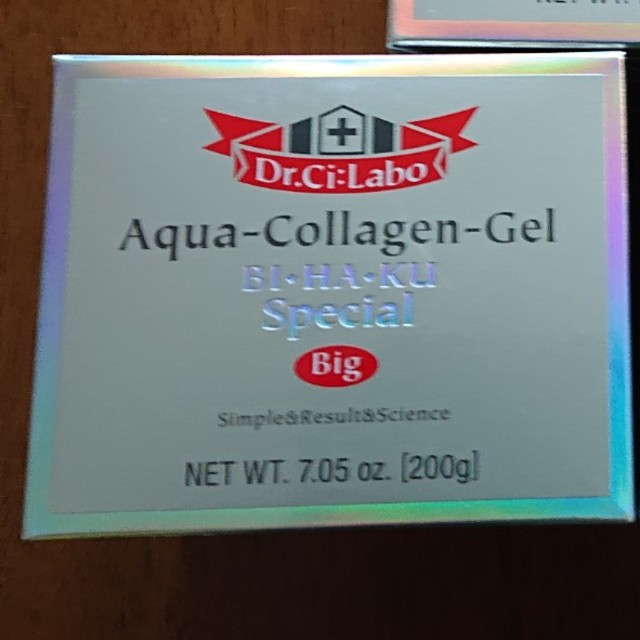 Dr.Ci:Labo
Aqua-Collagen-Gel
BI•HA•KU
Special
Big
Simple&Result&Science
NET WT. 7.05 oz. [200g]